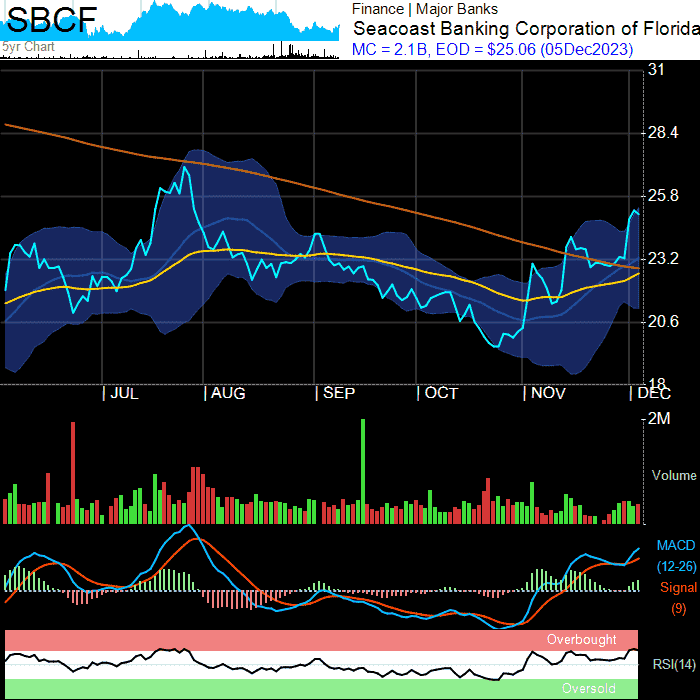 SBCF
5yr Chart
Finance | Major Banks
Seacoast Banking Corporation of Florida
MC = 2.1B, EOD = $25.06 (05Dec2023)
31
28.4
25.8
23.2
20.6
18
| JUL | AUG | SEP | OCT | NOV | DEC
2M
Volume
MACD
(12-26)
Signal
(9)
Overbought
RSI(14)
Oversold